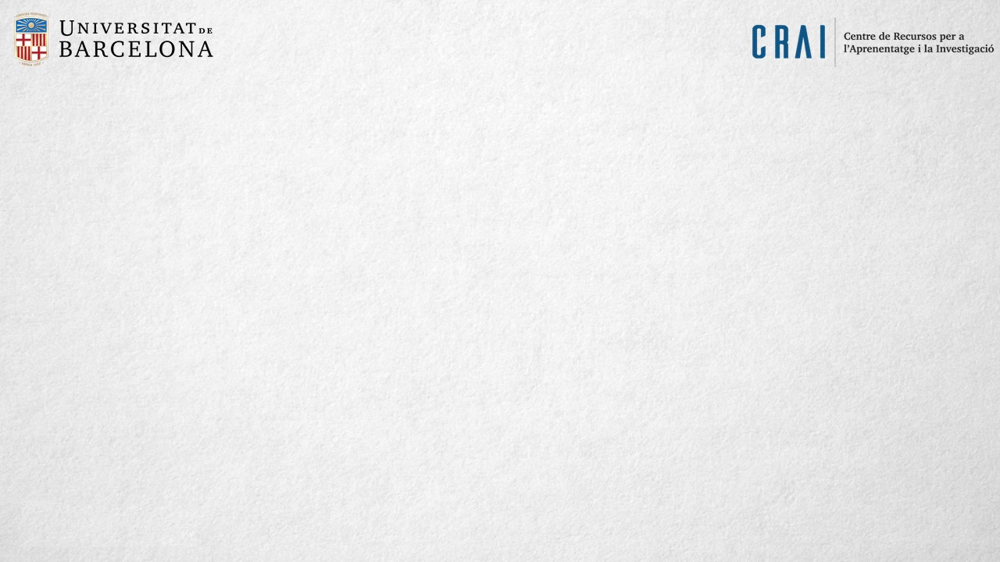 UNIVERSITAT DE
BARCELONA
CRAI
Centre de Recursos per a
l'Aprenentatge i la Investigació